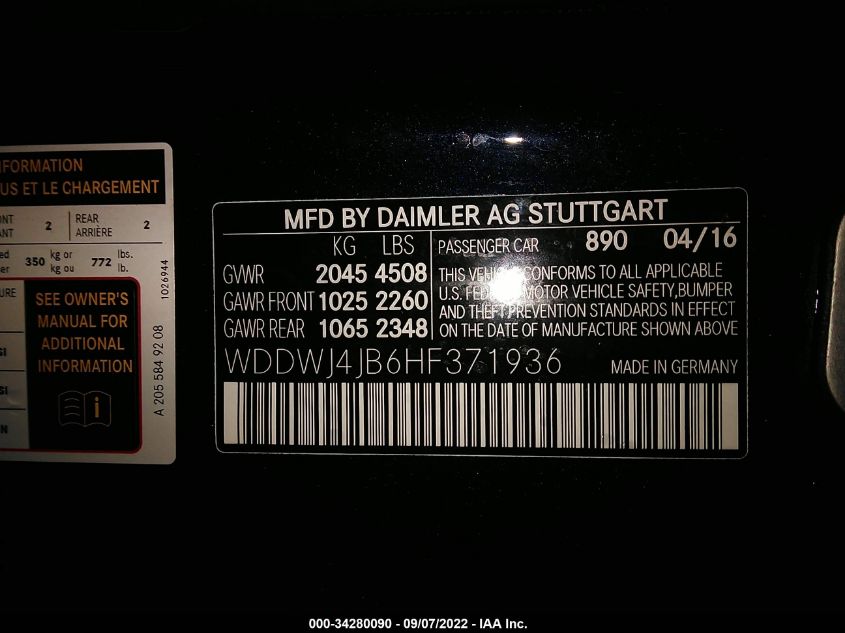 FORMATION
US ET LE CHARGEMENT
2 REAR ARRIÈRE 2
350 kg or kg ou 772 lbs. lb.
SEE OWNER'S
MANUAL FOR
ADDITIONAL
INFORMATION
i
1026944
A 205 584 92 08
MFD BY DAIMLER AG STUTTGART
KG LBS PASSENGER CAR 890 04/16
GVWR 2045 4508
GAWR FRONT 1025 2260
GAWR REAR 1065 2348
THIS CONFORMS TO ALL APPLICABLE
U.S. MOTOR VEHICLE SAFETY,BUMPER
AND THEFT PREVENTION STANDARDS IN EFFECT
ON THE DATE OF MANUFACTURE SHOWN ABOVE
WDDWJ4JB6HF371936 MADE IN GERMANY
000-34280090 - 09/07/2022 - IAA Inc.